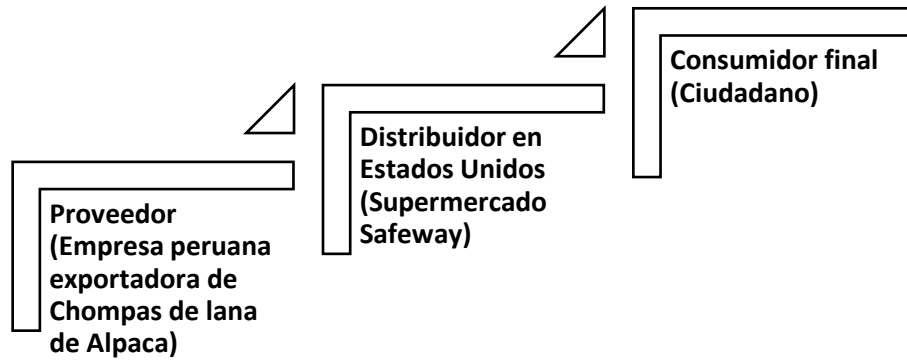 Proveedor
(Empresa peruana
exportadora de
Chompas de lana
de Alpaca)
Distribuidor en
Estados Unidos
(Supermercado
Safeway)
Consumidor final
(Ciudadano)